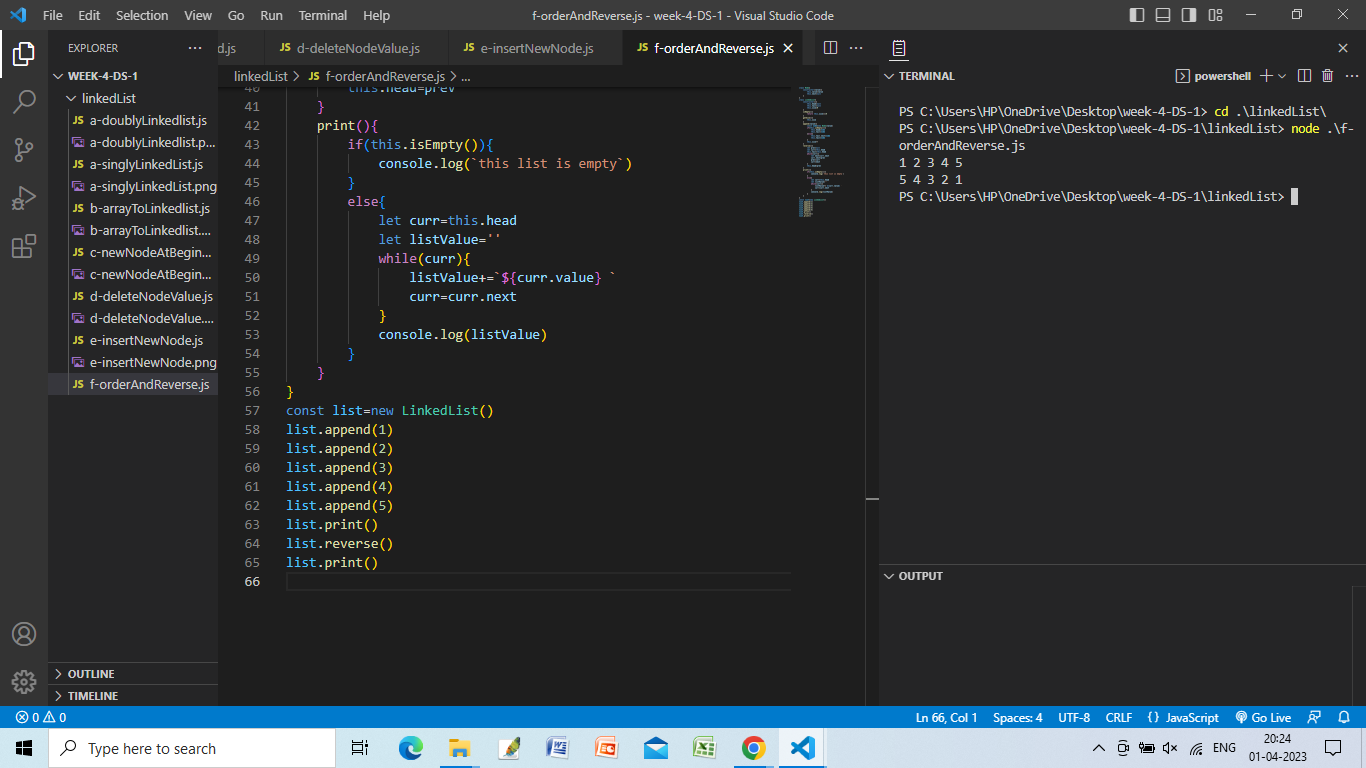 File Edit Selection View Go Run Terminal Help
f-orderAndReverse.js - week-4-DS-1 - Visual Studio Code
EXPLORER
WEEK-4-DS-1
linkedList
JS a-doublyLinkedlist.js
a-doublyLinkedlist.p...
JS a-singlyLinkedList.js
a-singlyLinkedList.png
JS b-arrayToLinkedlist.js
b-arrayToLinkedlist....
JS c-newNodeAtBegin...
c-newNodeAtBegin...
JS d-deleteNodeValue.js
d-deleteNodeValue....
JS e-insertNewNode.js
e-insertNewNode.png
JS f-orderAndReverse.js
OUTLINE
TIMELINE
d.js JS d-deleteNodeValue.js JS e-insertNewNode.js JS f-orderAndReverse.js
linkedList > JS f-orderAndReverse.js > ...
40 this.head=prev
41 }
42 print(){
43 if(this.isEmpty()){
44 console.log(`this list is empty`)
45 }
46 else{
47 let curr=this.head
48 let listValue=''
49 while(curr){
50 listValue+=`${curr.value} `
51 curr=curr.next
52 }
53 console.log(listValue)
54 }
55 }
56 }
57 const list=new LinkedList()
58 list.append(1)
59 list.append(2)
60 list.append(3)
61 list.append(4)
62 list.append(5)
63 list.print()
64 list.reverse()
65 list.print()
66
TERMINAL
powershell
PS C:\Users\HP\OneDrive\Desktop\week-4-DS-1> cd .\linkedList\
PS C:\Users\HP\OneDrive\Desktop\week-4-DS-1\linkedList> node .\f-
orderAndReverse.js
1 2 3 4 5
5 4 3 2 1
PS C:\Users\HP\OneDrive\Desktop\week-4-DS-1\linkedList>
OUTPUT
0 0
Ln 66, Col 1 Spaces: 4 UTF-8 CRLF {} JavaScript Go Live
Type here to search
ENG
20:24
01-04-2023